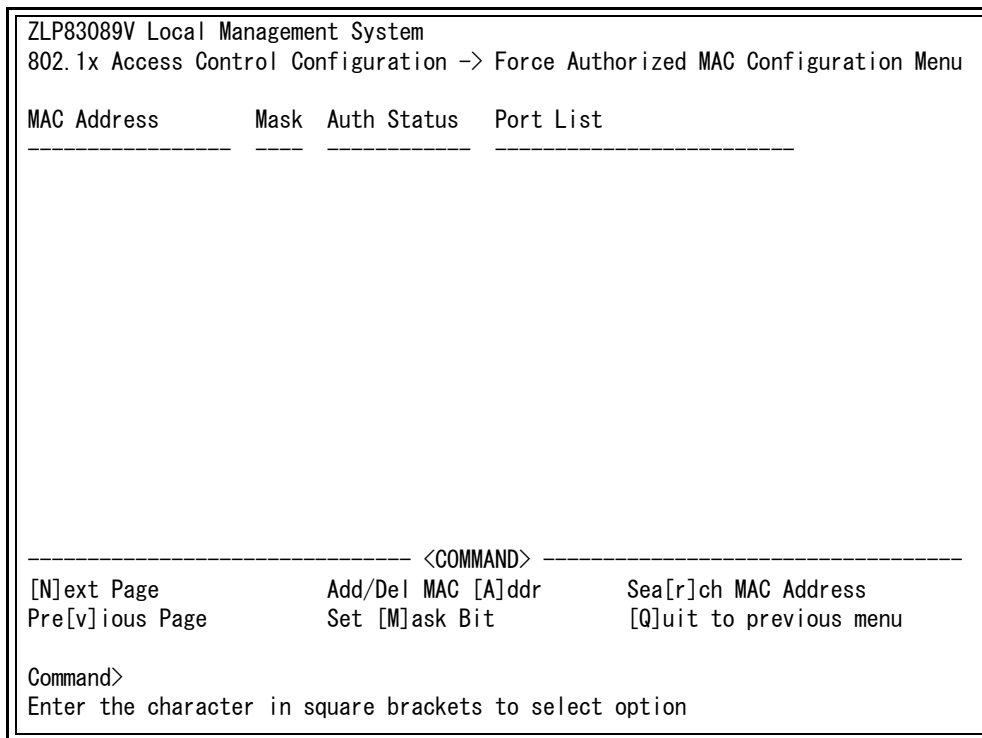 ZLP83089V Local Management System
802.1x Access Control Configuration -> Force Authorized MAC Configuration Menu
MAC Address Mask Auth Status Port List
----------------- ---- ------------ -------------------------
-------------------------------- <COMMAND> -----------------------------------
[N]ext Page Add/Del MAC [A]ddr Sea[r]ch MAC Address
Pre[v]ious Page Set [M]ask Bit [Q]uit to previous menu
Command>
Enter the character in square brackets to select option